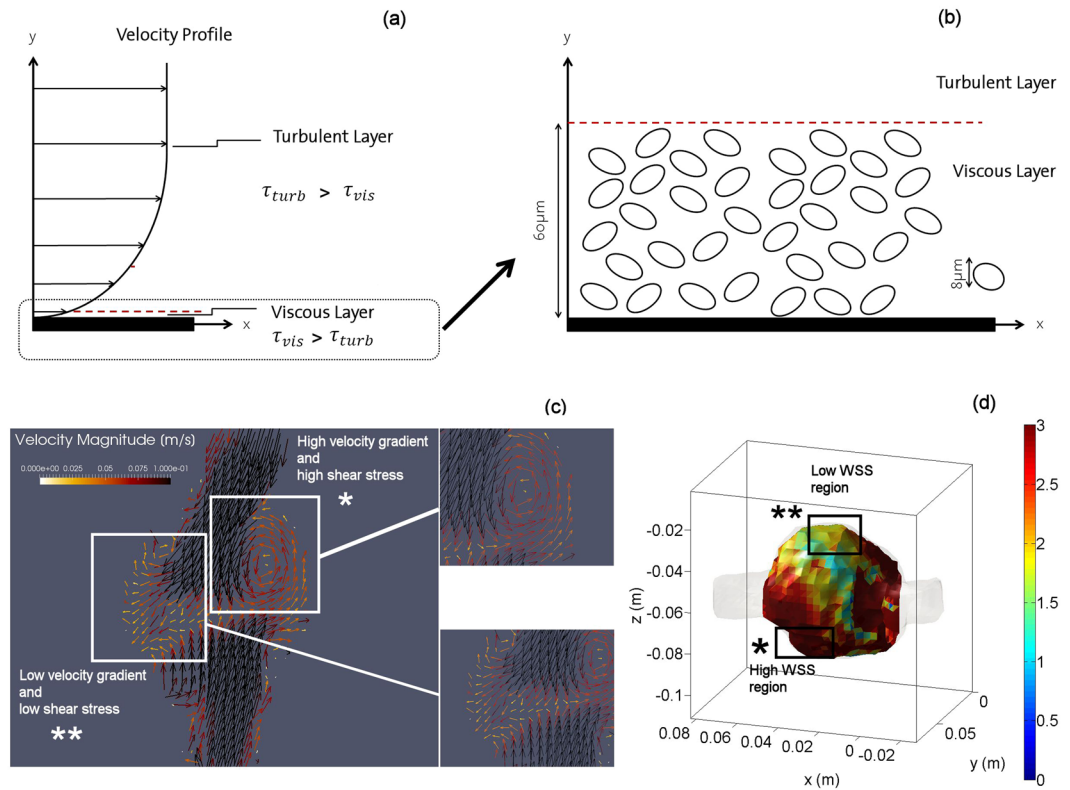 (a)
y
Velocity Profile
Turbulent Layer
τturb > τvis
Viscous Layer
x
τvis > τturb
(b)
y
Turbulent Layer
Viscous Layer
60µm
8µm
x
(c)
Velocity Magnitude [m/s]
0.000e+00 0.025 0.05 0.075 1.000e-01
High velocity gradient
and
high shear stress
*
Low velocity gradient
and
low shear stress
**
(d)
Low WSS
region
**
*
High WSS
region
-0.02
-0.04
-0.06
-0.08
-0.1
z (m)
0.08 0.06 0.04 0.02 0 -0.02
x (m)
0
0.05
y (m)
3
2.5
2
1.5
1
0.5
0